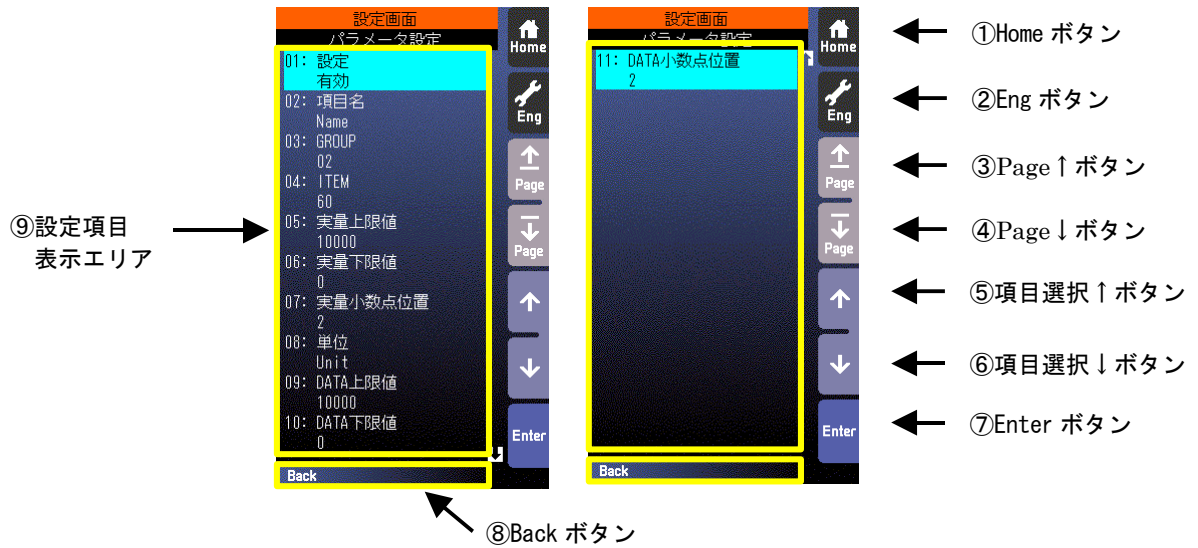 設定画面
パラメータ設定
01: 設定
有効
02: 項目名
Name
03: GROUP
02
04: ITEM
60
05: 実量上限値
10000
06: 実量下限値
0
07: 実量小数点位置
2
08: 単位
Unit
09: DATA上限値
10000
10: DATA下限値
0
Back
Home
Eng
Page
Page
Enter
設定画面
パラメータ設定
11: DATA小数点位置
2
Back
Home
Eng
Page
Page
Enter
①Home ボタン
②Eng ボタン
③Page↑ボタン
④Page↓ボタン
⑤項目選択↑ボタン
⑥項目選択↓ボタン
⑦Enter ボタン
⑧Back ボタン
⑨設定項目
表示エリア